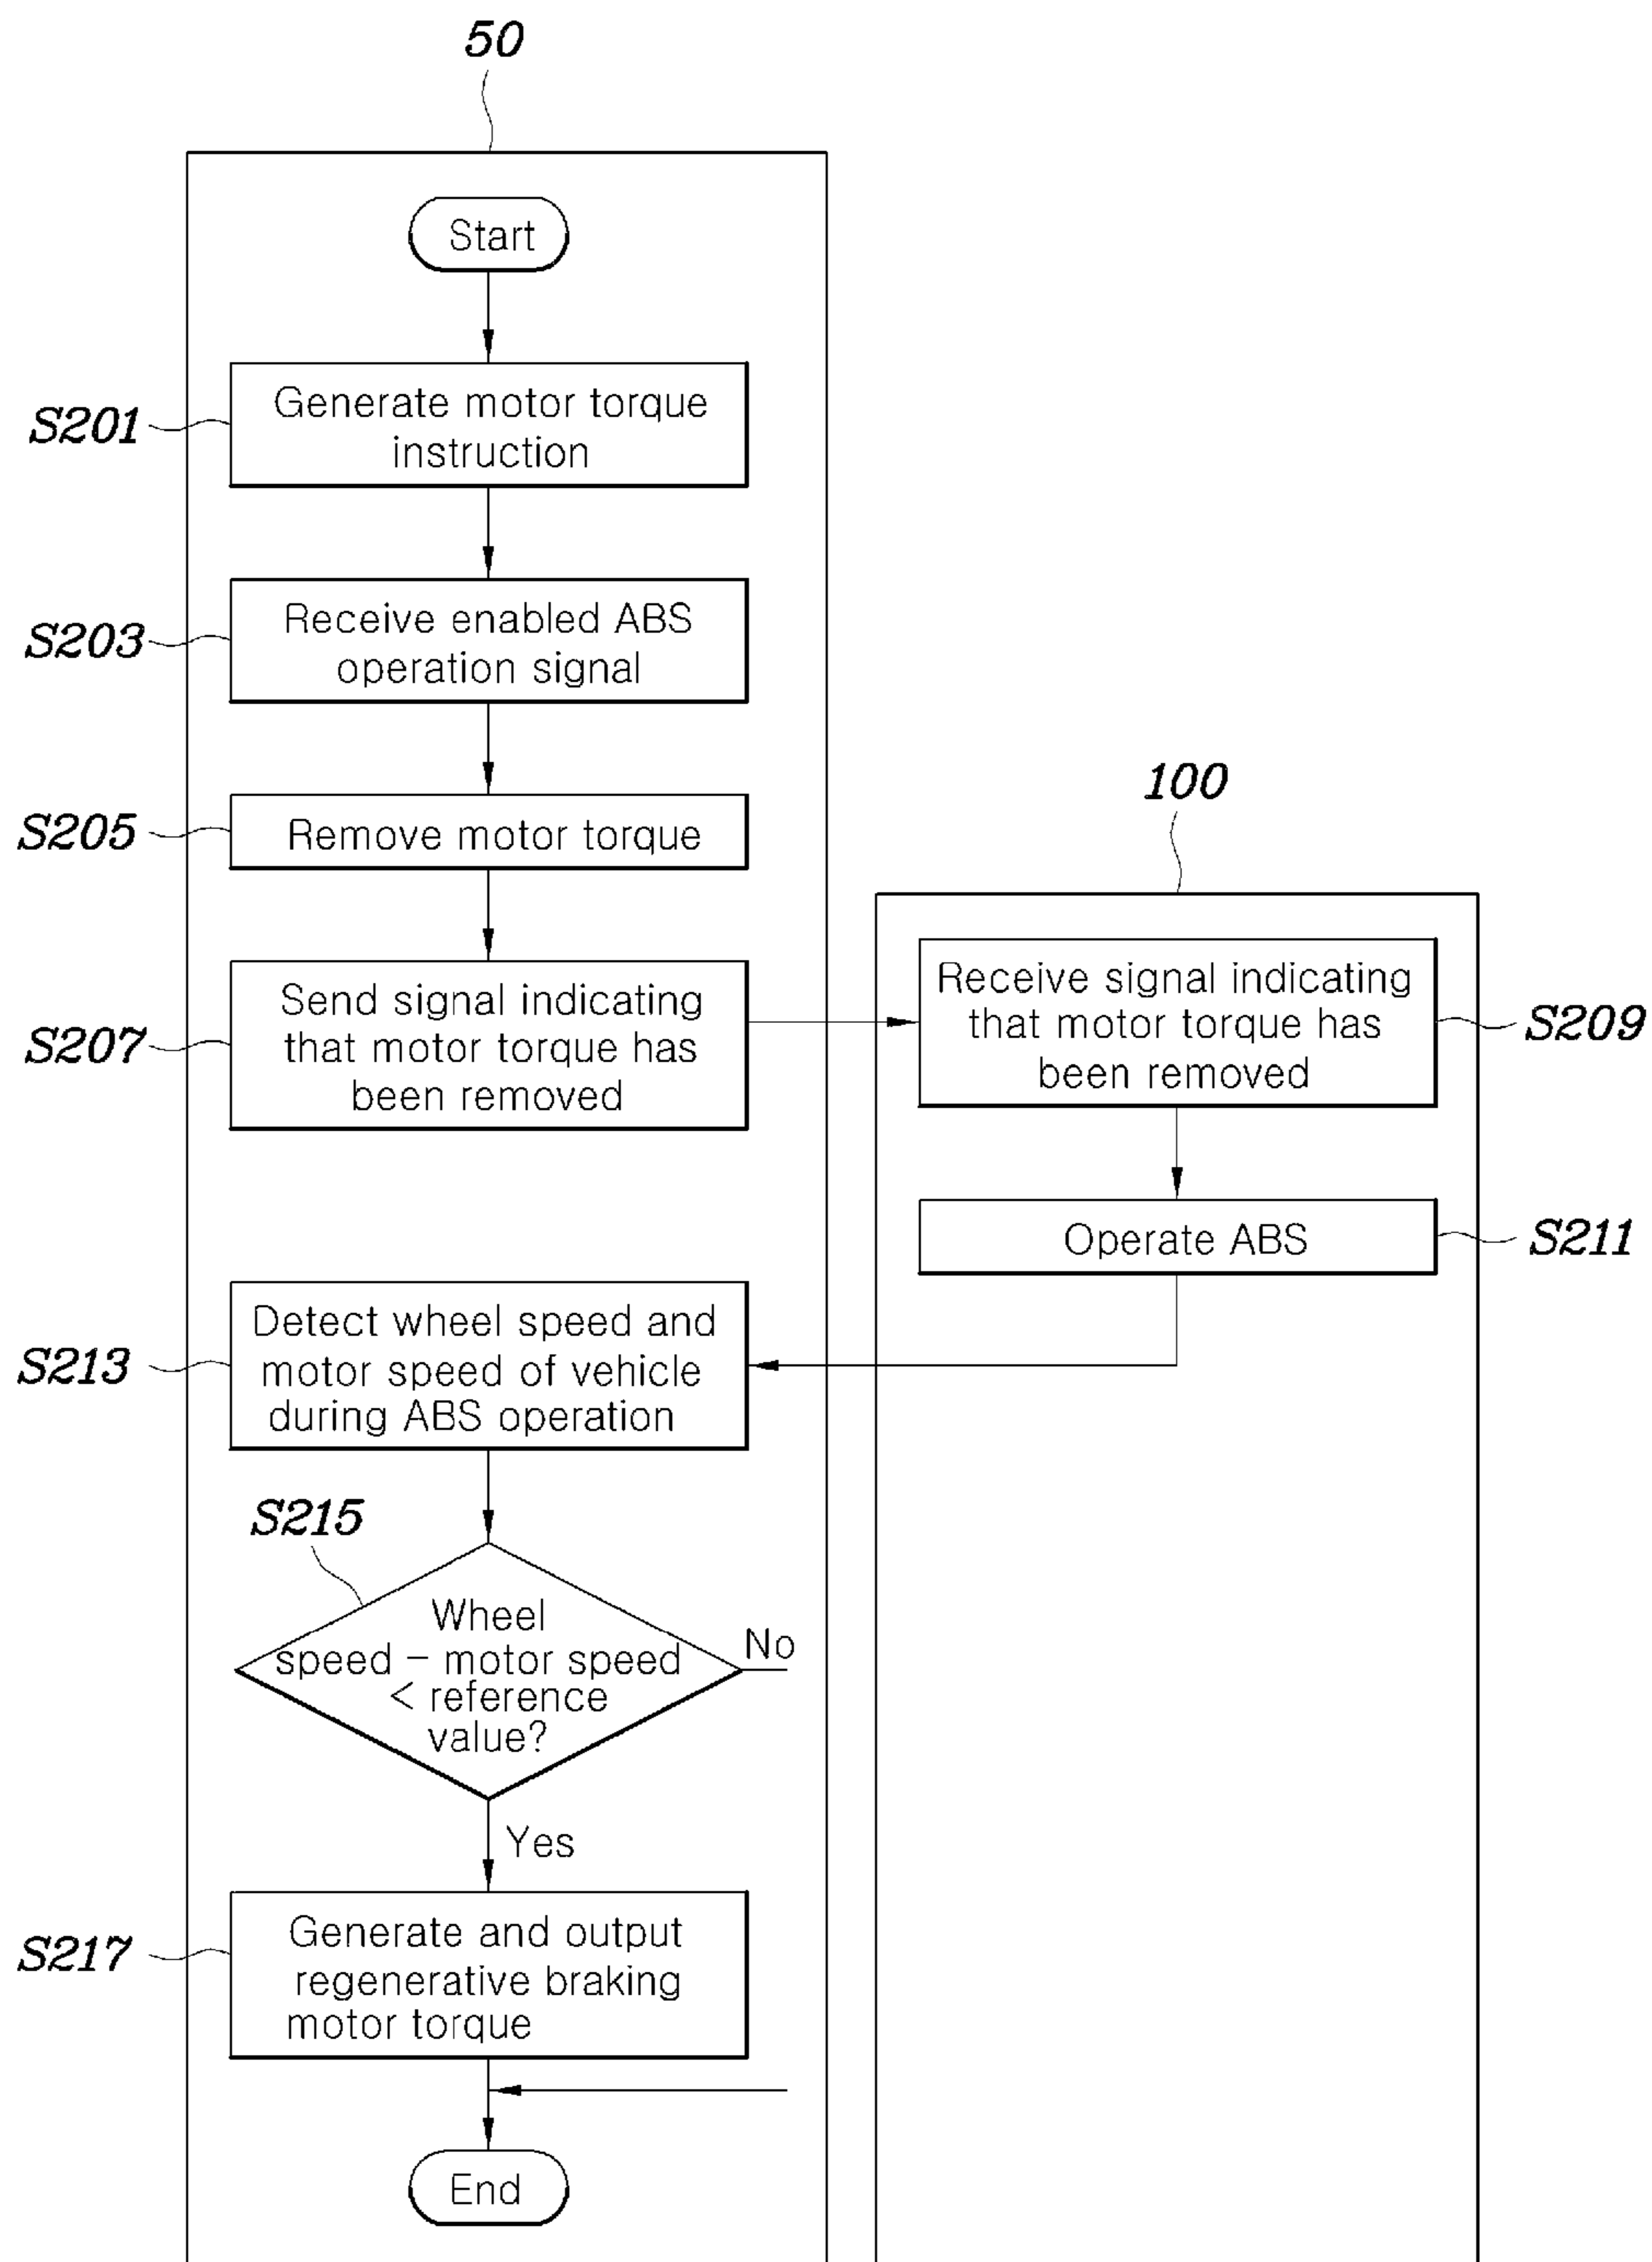 50
Start
S201
Generate motor torque
instruction
S203
Receive enabled ABS
operation signal
S205
Remove motor torque
S207
Send signal indicating
that motor torque has
been removed
100
Receive signal indicating
that motor torque has
been removed
S209
Operate ABS
S211
S213
Detect wheel speed and
motor speed of vehicle
during ABS operation
S215
Wheel
speed – motor speed
< reference
value?
No
Yes
S217
Generate and output
regenerative braking
motor torque
End